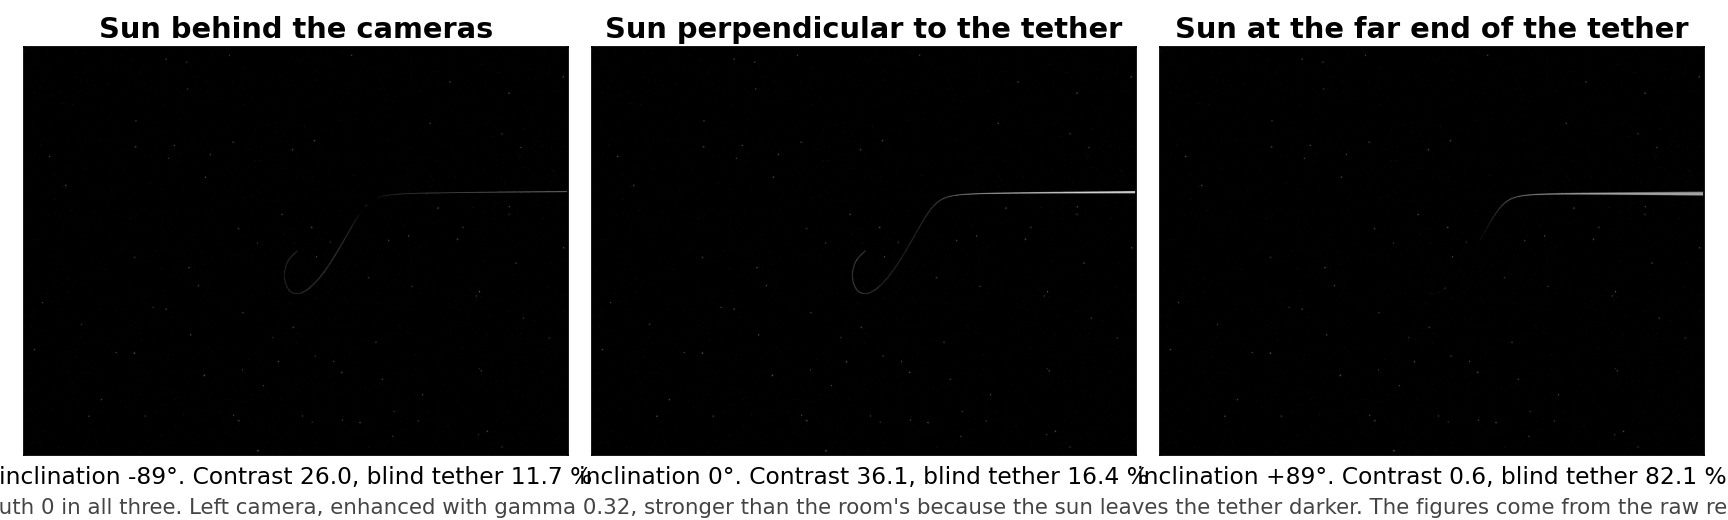 Sun behind the cameras
Sun perpendicular to the tether
Sun at the far end of the tether
inclination -89°. Contrast 26.0, blind tether 11.7 %
inclination 0°. Contrast 36.1, blind tether 16.4 %
inclination +89°. Contrast 0.6, blind tether 82.1 %
uth 0 in all three. Left camera, enhanced with gamma 0.32, stronger than the room's because the sun leaves the tether darker. The figures come from the raw re